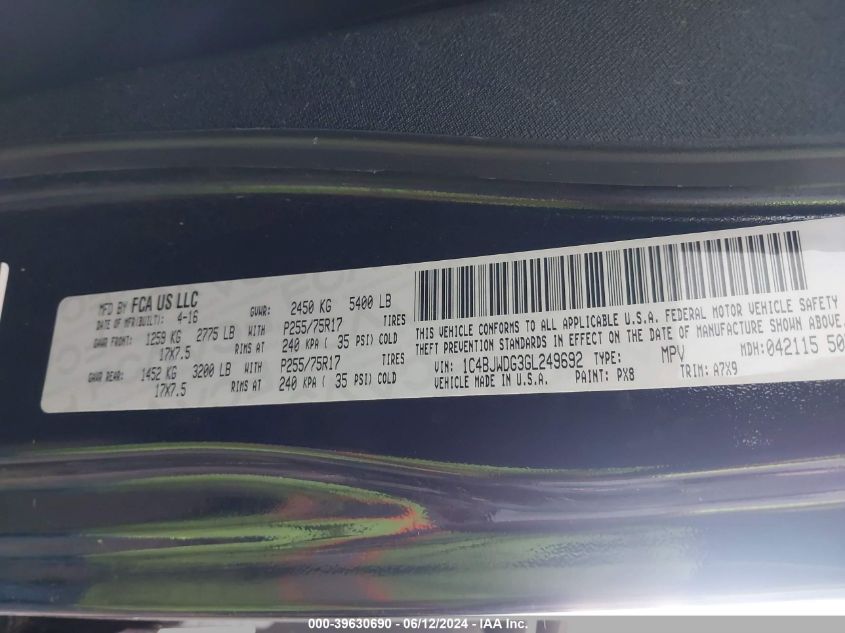 MFD BY FCA US LLC
DATE OF MFR(BUILT): 4-16 GVWR: 2450 KG 5400 LB
GAWR FRONT: 1259 KG 2775 LB WITH P255/75R17 TIRES
17X7.5 RIMS AT 240 KPA ( 35 PSI) COLD
GWR REAR: 1452 KG 3200 LB WITH P255/75R17 TIRES
17X7.5 RIMS AT 240 KPA ( 35 PSI) COLD
THIS VEHICLE CONFORMS TO ALL APPLICABLE U.S.A. FEDERAL MOTOR VEHICLE SAFETY
THEFT PREVENTION STANDARDS IN EFFECT ON THE DATE OF MANUFACTURE SHOWN ABOVE.
VIN: 1C4BJWDG3GL249692 TYPE: MPV MDH: 042115 50
VEHICLE MADE IN U.S.A. PAINT: PX8 TRIM: A7X9
000-39630690 - 06/12/2024 - IAA Inc.